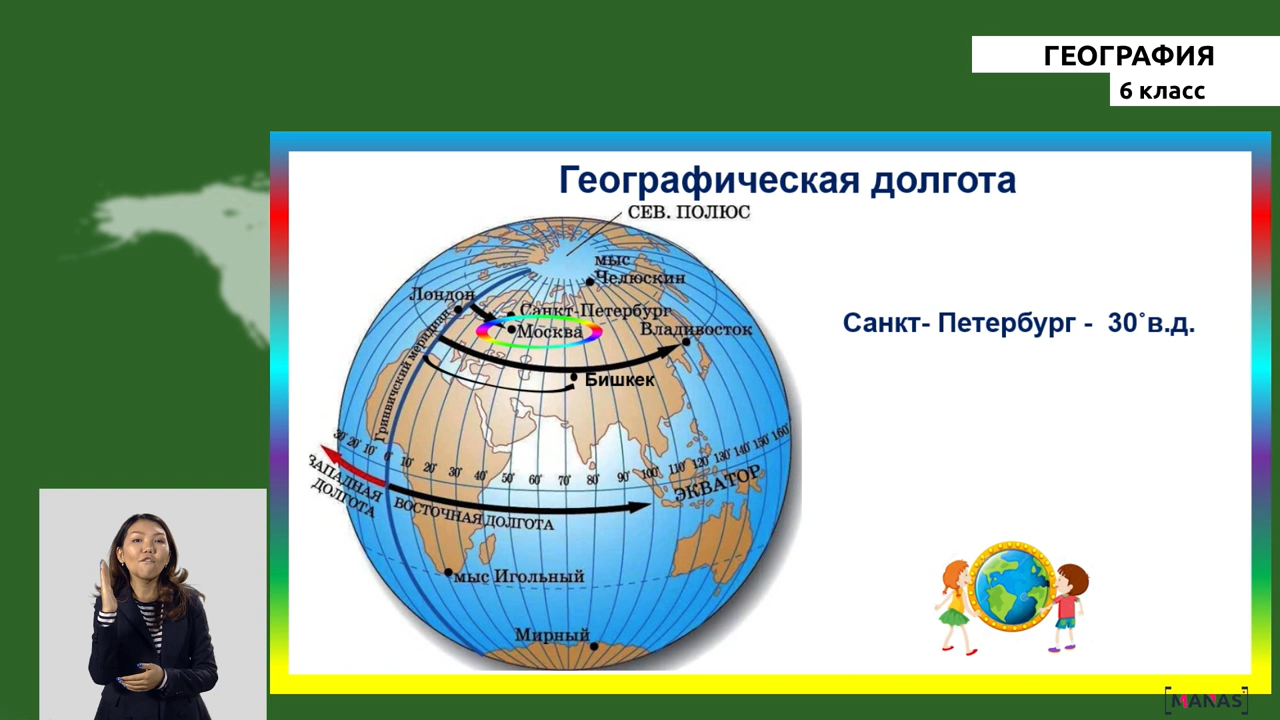 ГЕОГРАФИЯ
6 класс
Географическая долгота
СЕВ. ПОЛЮС
мыс
Челюскин
Лондон
Санкт-Петербург
Москва
Владивосток
Бишкек
Гринвичский меридиан
Санкт- Петербург - 30˚в.д.
30° 20° 10° 0° 10° 20° 30° 40° 50° 60° 70° 80° 90° 100° 110° 120° 130° 140° 150° 160°
ЭКВАТОР
ЗАПАДНАЯ
ДОЛГОТА
ВОСТОЧНАЯ ДОЛГОТА
мыс Игольный
Мирный
MANAS